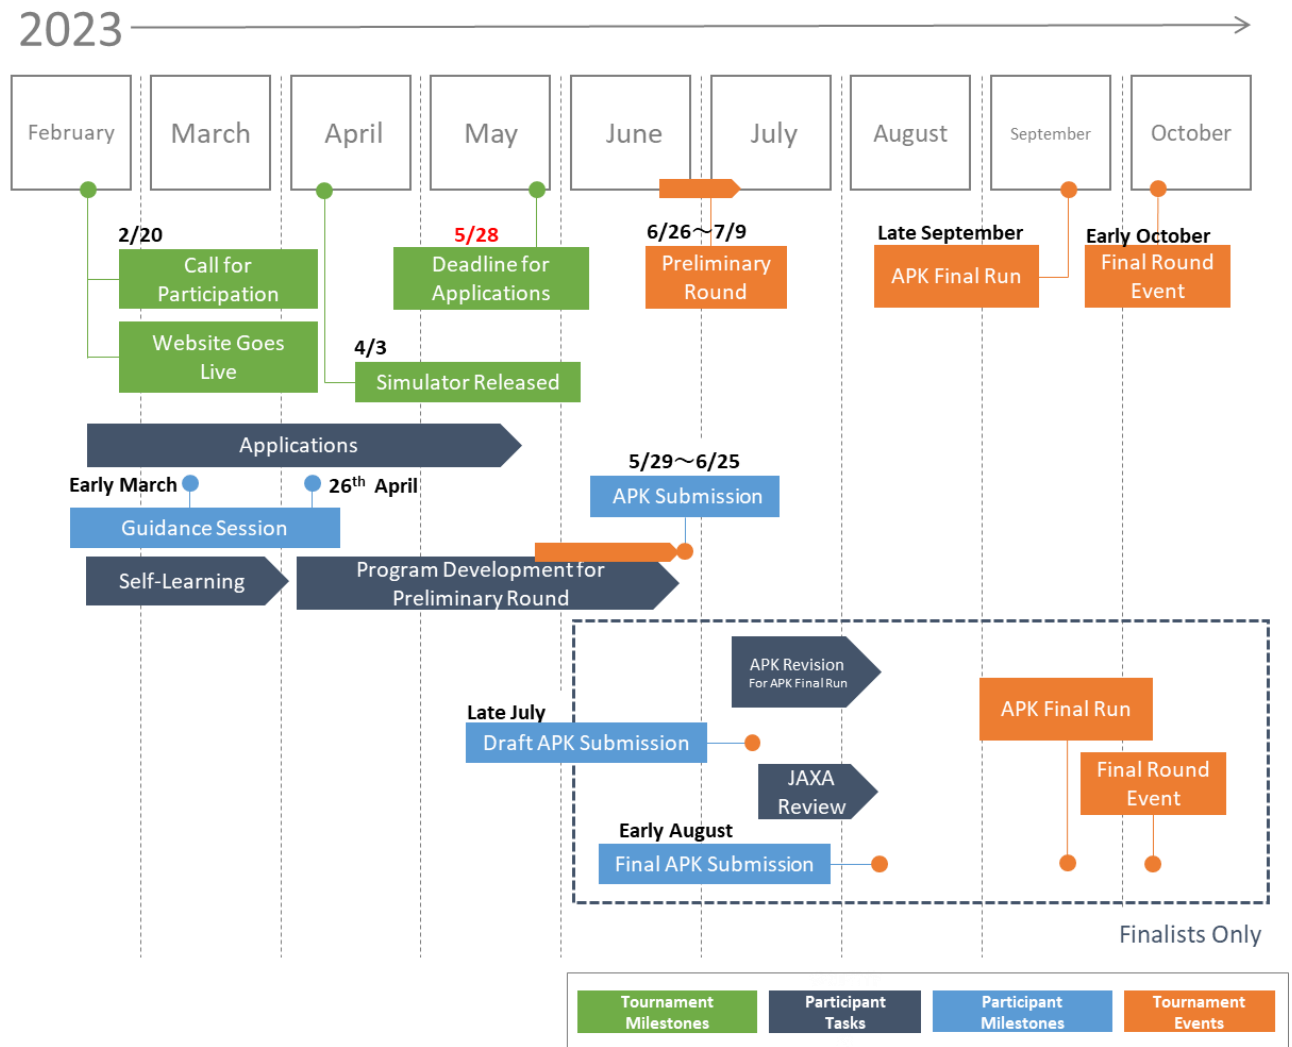 2023
February
March
April
May
June
July
August
September
October
2/20
Call for
Participation
Website Goes
Live
4/3
Simulator Released
5/28
Deadline for
Applications
6/26～7/9
Preliminary
Round
Late September
APK Final Run
Early October
Final Round
Event
Applications
Early March
26th April
Guidance Session
Self-Learning
5/29～6/25
APK Submission
Program Development for
Preliminary Round
APK Revision
For APK Final Run
Late July
Draft APK Submission
JAXA
Review
Early August
Final APK Submission
APK Final Run
Final Round
Event
Finalists Only
Tournament
Milestones
Participant
Tasks
Participant
Milestones
Tournament
Events